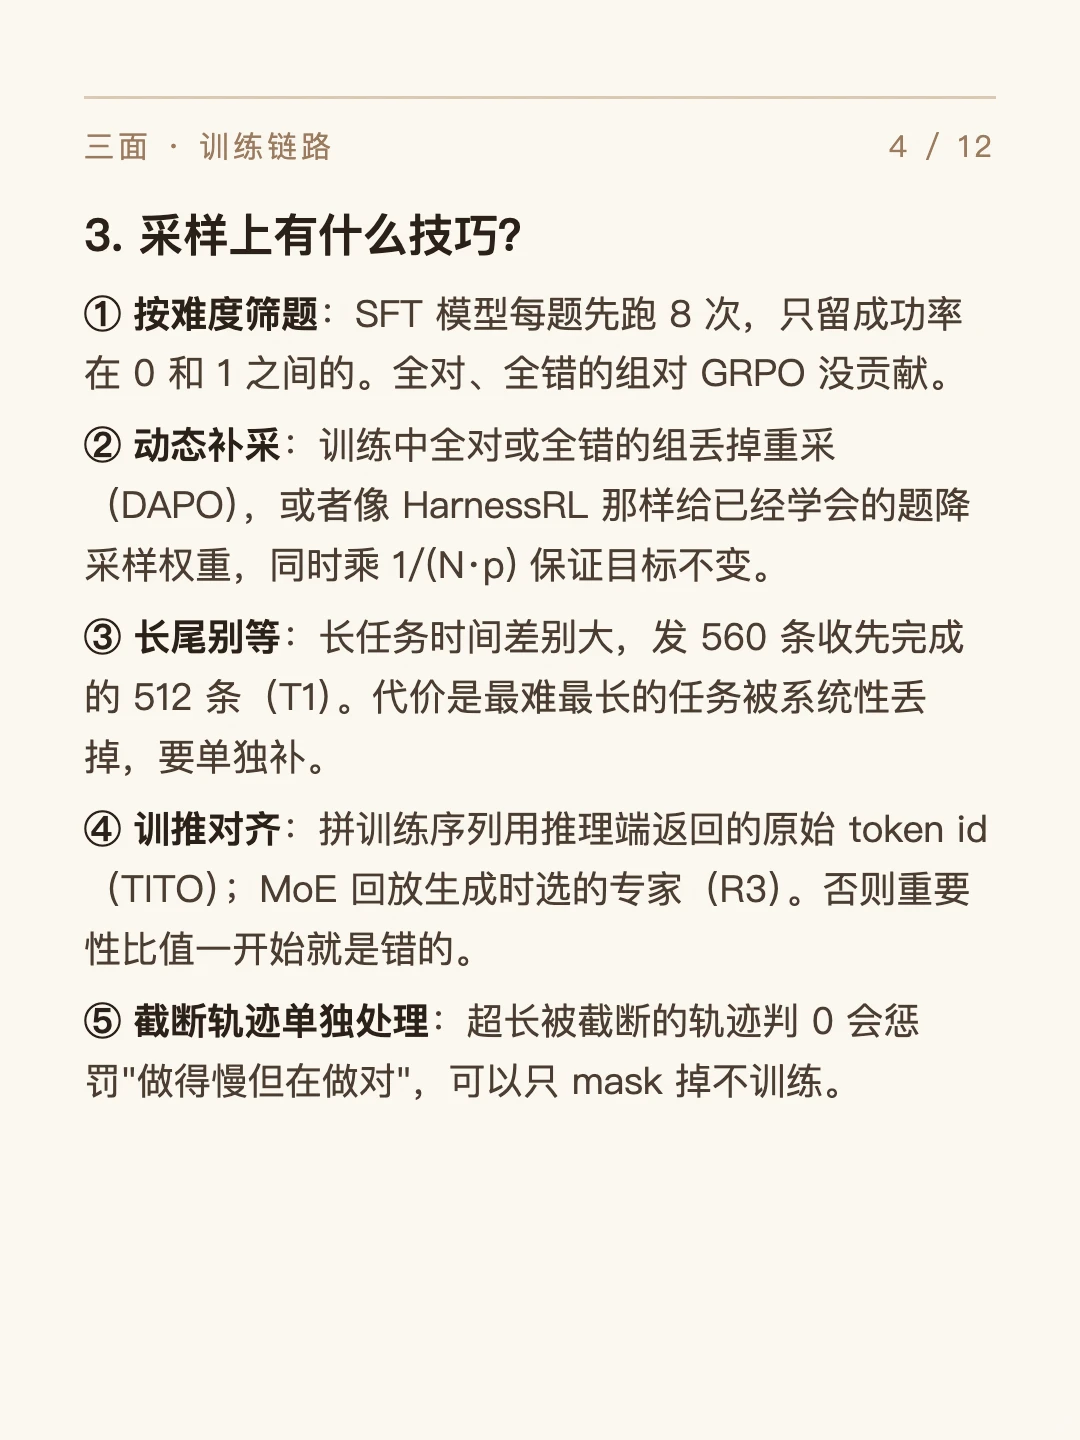 三面 · 训练链路
4 / 12
3. 采样上有什么技巧?
① 按难度筛题：SFT 模型每题先跑 8 次，只留成功率
在 0 和 1 之间的。全对、全错的组对 GRPO 没贡献。
② 动态补采：训练中全对或全错的组丢掉重采
（DAPO），或者像 HarnessRL 那样给已经学会的题降
采样权重，同时乘 1/(N·p) 保证目标不变。
③ 长尾别等：长任务时间差别大，发 560 条收先完成
的 512 条（T1）。代价是最难最长的任务被系统性丢
掉，要单独补。
④ 训推对齐：拼训练序列用推理端返回的原始 token id
（TITO）；MoE 回放生成时选的专家（R3）。否则重要
性比值一开始就是错的。
⑤ 截断轨迹单独处理：超长被截断的轨迹判 0 会惩
罚"做得慢但在做对"，可以只 mask 掉不训练。